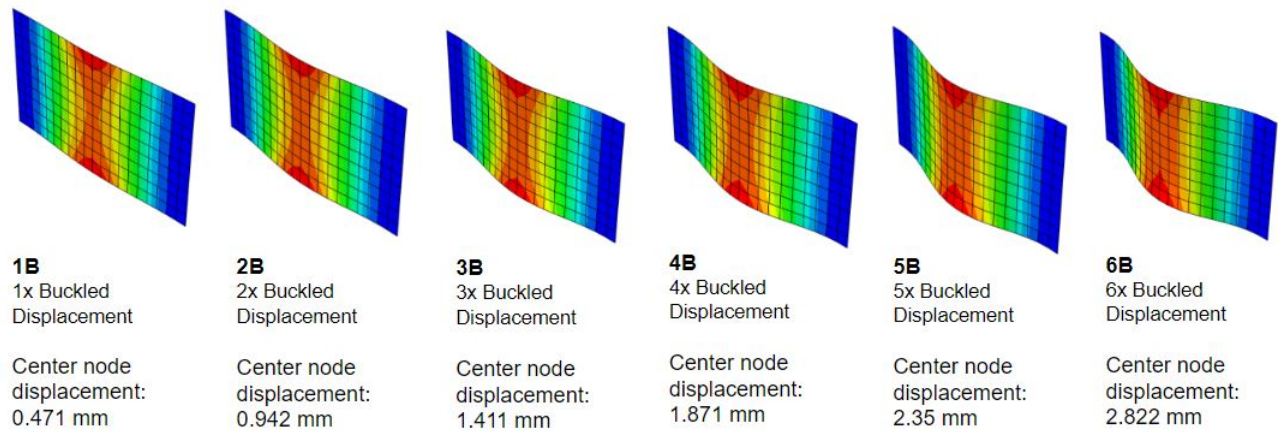 1B
1x Buckled
Displacement
Center node
displacement:
0.471 mm
2B
2x Buckled
Displacement
Center node
displacement:
0.942 mm
3B
3x Buckled
Displacement
Center node
displacement:
1.411 mm
4B
4x Buckled
Displacement
Center node
displacement:
1.871 mm
5B
5x Buckled
Displacement
Center node
displacement:
2.35 mm
6B
6x Buckled
Displacement
Center node
displacement:
2.822 mm